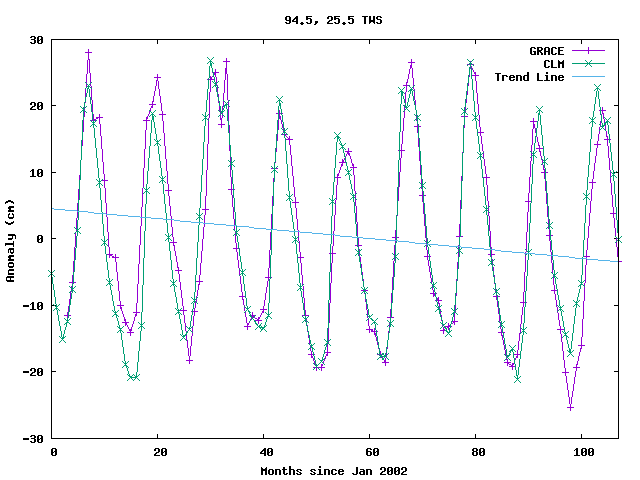 94.5, 25.5 TWS
GRACE
CLM
Trend Line
30
20
10
0
-10
-20
-30
Anomaly (cm)
0 20 40 60 80 100
Months since Jan 2002